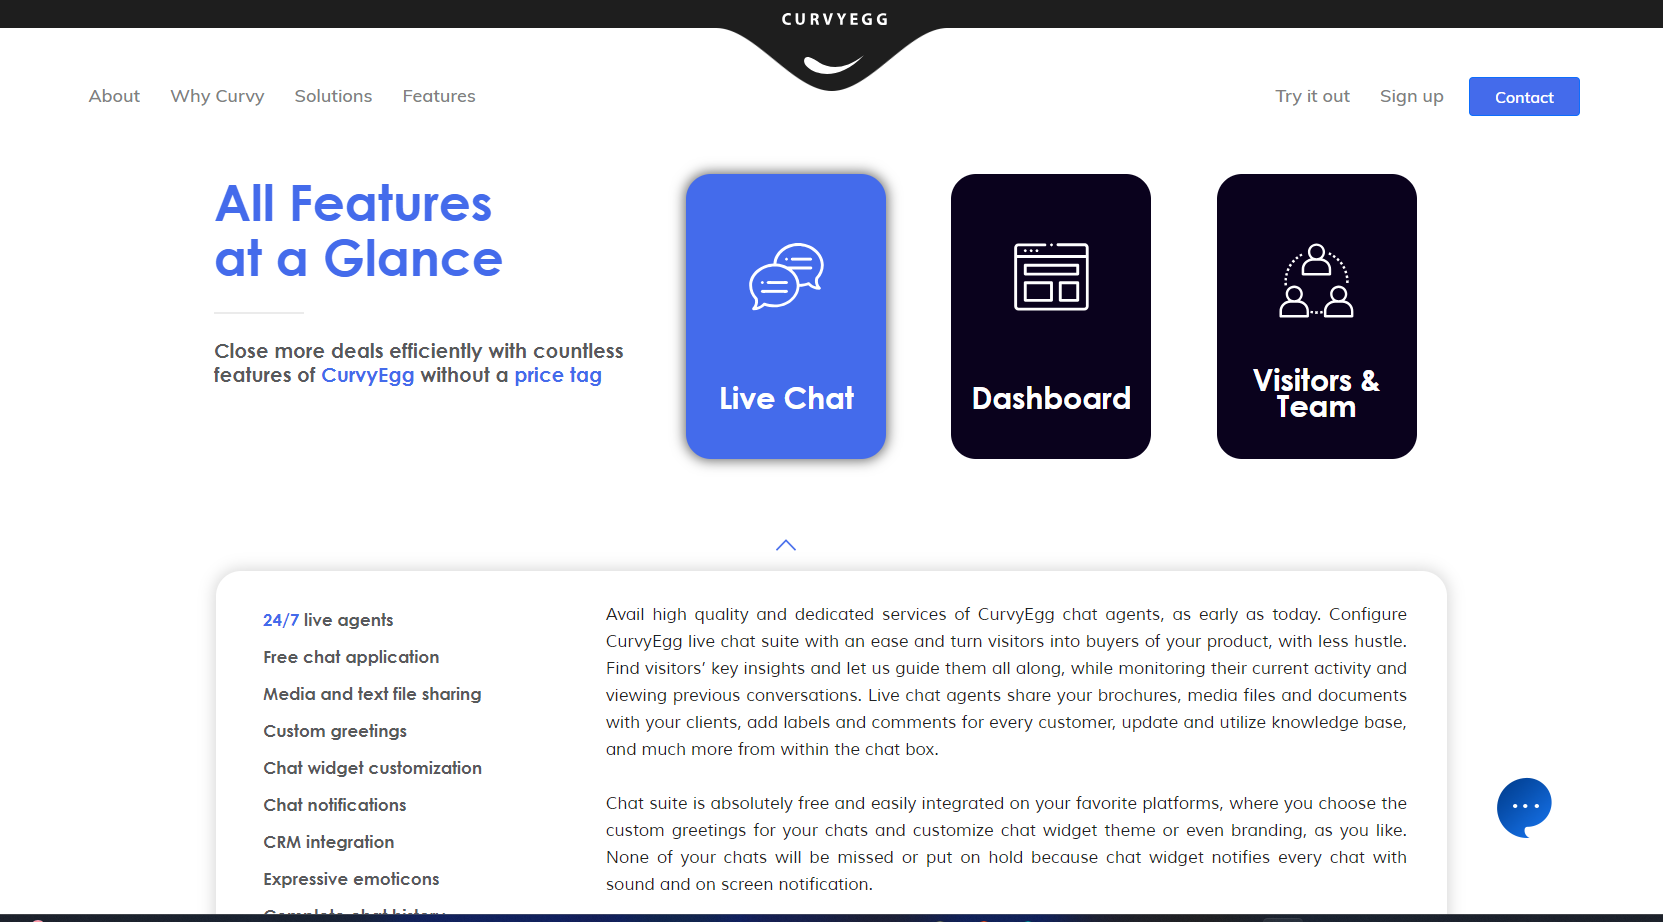 CURVYEGG
About Why Curvy Solutions Features
Try it out Sign up Contact
All Features
at a Glance
Close more deals efficiently with countless
features of CurvyEgg without a price tag
Live Chat
Dashboard
Visitors &
Team
24/7 live agents
Free chat application
Media and text file sharing
Custom greetings
Chat widget customization
Chat notifications
CRM integration
Expressive emoticons
Complete chat history
Avail high quality and dedicated services of CurvyEgg chat agents, as early as today. Configure
CurvyEgg live chat suite with an ease and turn visitors into buyers of your product, with less hustle.
Find visitors’ key insights and let us guide them all along, while monitoring their current activity and
viewing previous conversations. Live chat agents share your brochures, media files and documents
with your clients, add labels and comments for every customer, update and utilize knowledge base,
and much more from within the chat box.
Chat suite is absolutely free and easily integrated on your favorite platforms, where you choose the
custom greetings for your chats and customize chat widget theme or even branding, as you like.
None of your chats will be missed or put on hold because chat widget notifies every chat with
sound and on screen notification.